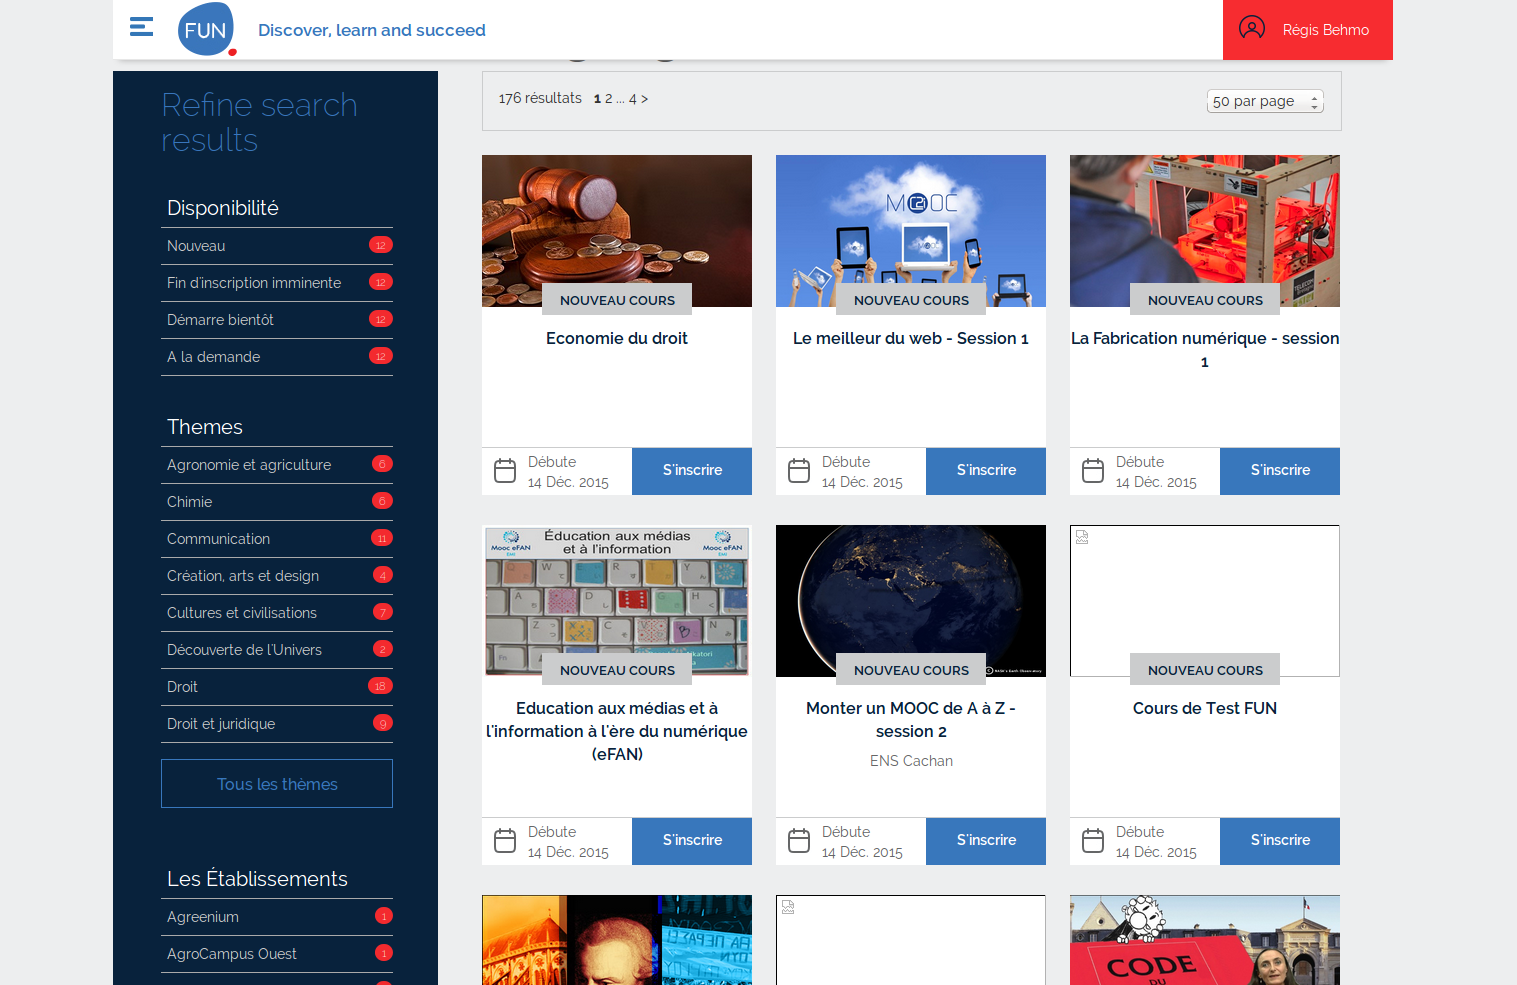 FUN
Discover, learn and succeed
Régis Behmo
Refine search
results
Disponibilité
Nouveau 12
Fin d'inscription imminente 12
Démarre bientôt 12
A la demande 12
Themes
Agronomie et agriculture 6
Chimie 6
Communication 11
Création, arts et design 4
Cultures et civilisations 7
Découverte de l'Univers 2
Droit 18
Droit et juridique 9
Tous les thèmes
Les Établissements
Agreenium 1
AgroCampus Ouest 1
176 résultats 1 2 ... 4 >
50 par page
NOUVEAU COURS
Economie du droit
Débute
14 Déc. 2015
S'inscrire
MOOC
NOUVEAU COURS
Le meilleur du web - Session 1
Débute
14 Déc. 2015
S'inscrire
TELECOM
NOUVEAU COURS
La Fabrication numérique - session
1
Débute
14 Déc. 2015
S'inscrire
Éducation aux médias
et à l'information
Mooc eFAN
Mooc eFAN
NOUVEAU COURS
Education aux médias et à
l'information à l'ère du numérique
(eFAN)
Débute
14 Déc. 2015
S'inscrire
NOUVEAU COURS
Monter un MOOC de A à Z -
session 2
ENS Cachan
Débute
14 Déc. 2015
S'inscrire
NOUVEAU COURS
Cours de Test FUN
Débute
14 Déc. 2015
S'inscrire
CODE
DU